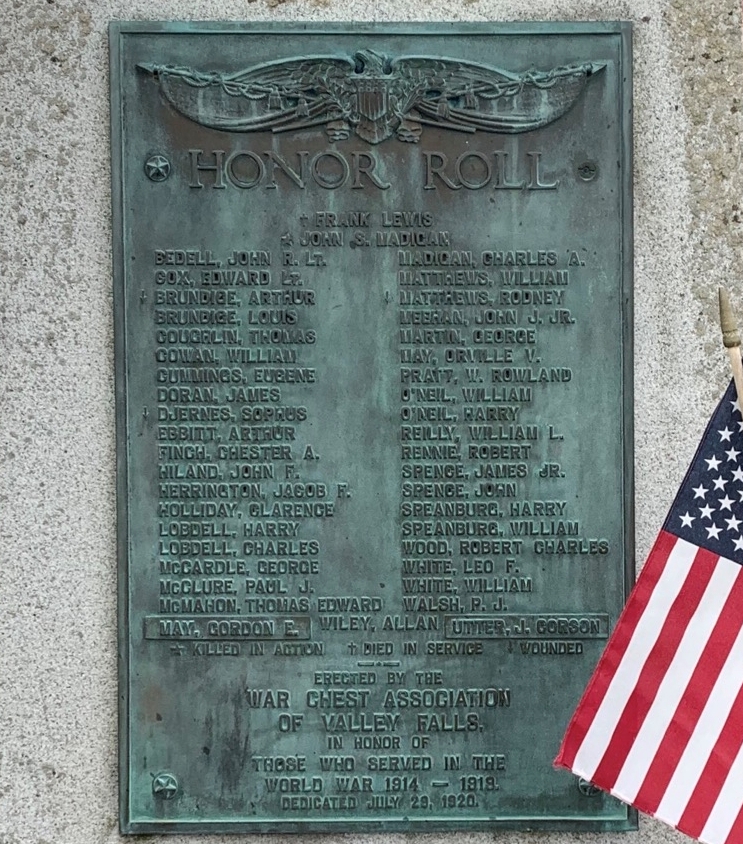 HONOR ROLL
† FRANK LEWIS
★ JOHN S. MADIGAN
BEDELL, JOHN R. LT.
COX, EDWARD LT.
BRUNDIGE, ARTHUR
BRUNDIGE, LOUIS
COUGHLIN, THOMAS
COWAN, WILLIAM
CUMMINGS, EUGENE
DORAN, JAMES
DJERNES, SOPHUS
EBBITT, ARTHUR
FINCH, CHESTER A.
HILAND, JOHN F.
HERRINGTON, JACOB F.
HOLLIDAY, CLARENCE
LOBDELL, HARRY
LOBDELL, CHARLES
McCARDLE, GEORGE
McCLURE, PAUL J.
McMAHON, THOMAS EDWARD
MADIGAN, CHARLES A.
MATTHEWS, WILLIAM
MATTHEWS, RODNEY
MEEHAN, JOHN J. JR.
MARTIN, GEORGE
MAY, ORVILLE V.
PRATT, W. ROWLAND
O'NEIL, WILLIAM
O'NEIL, HARRY
REILLY, WILLIAM L.
RENNIE, ROBERT
SPENCE, JAMES JR.
SPENCE, JOHN
SPEANBURG, HARRY
SPEANBURG, WILLIAM
WOOD, ROBERT CHARLES
WHITE, LEO F.
WHITE, WILLIAM
WALSH, P. J.
MAY, GORDON E. WILEY, ALLAN UTTER, J. CORSON
★ KILLED IN ACTION † DIED IN SERVICE WOUNDED
ERECTED BY THE
WAR CHEST ASSOCIATION
OF VALLEY FALLS,
IN HONOR OF
THOSE WHO SERVED IN THE
WORLD WAR 1914 — 1918.
DEDICATED JULY 29, 1920.